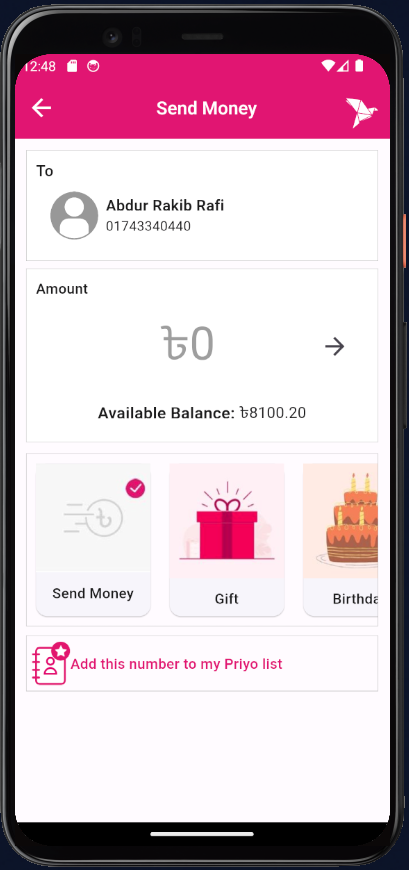 12:48
Send Money
To
Abdur Rakib Rafi
01743340440
Amount
৳0
Available Balance: ৳8100.20
Send Money
Gift
Birthda
Add this number to my Priyo list